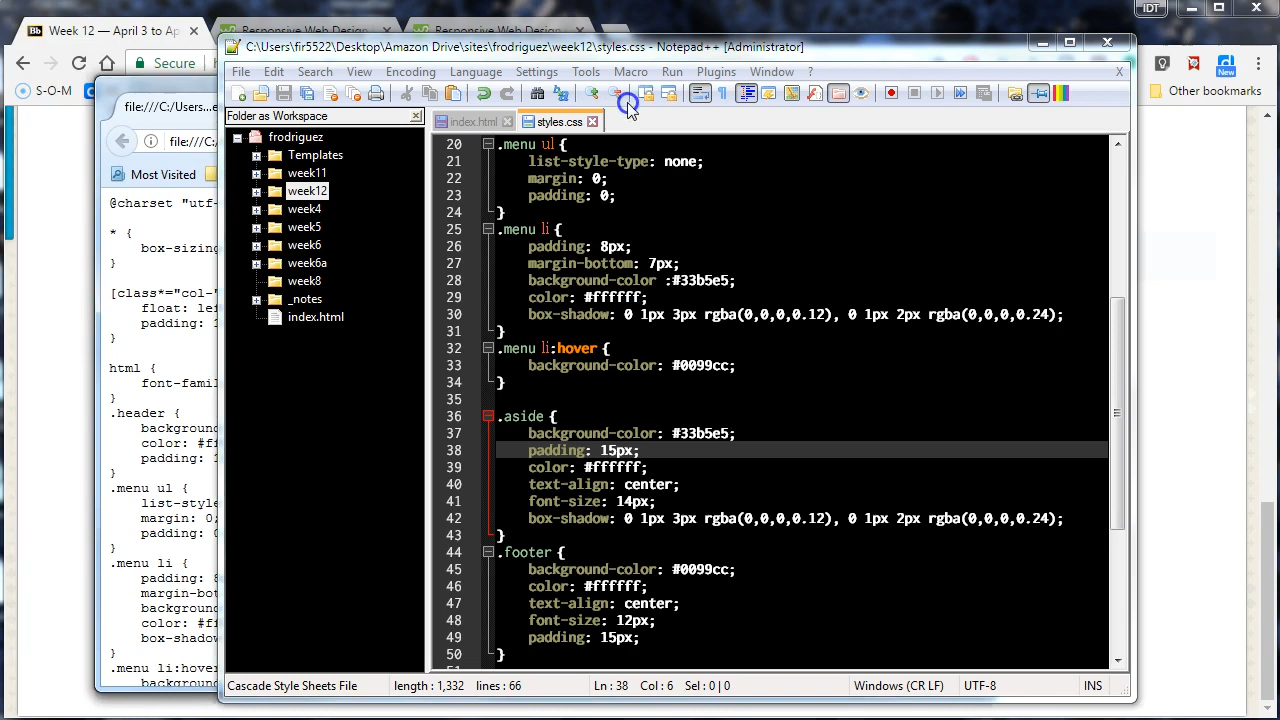 IDT
Week 12 — April 3 to Ap
Responsive Web Design
Responsive Web Design
Secure
S-O-M
New
Other bookmarks
file:///C:/Users...e
file:///C:
Most Visited
@charset "utf-
* {
box-sizing
}
[class*="col-"
float: lef
padding: 1
}
html {
font-famil
}
.header {
background
color: #ff
padding: 1
}
.menu ul {
list-style
margin: 0;
padding: 0
}
.menu li {
padding: 8
margin-bot
background
color: #ff
box-shadow
}
.menu li:hover
background
C:\Users\fir5522\Desktop\Amazon Drive\sites\frodriguez\week12\styles.css - Notepad++ [Administrator]
File Edit Search View Encoding Language Settings Tools Macro Run Plugins Window ? X
Folder as Workspace
frodriguez
Templates
week11
week12
week4
week5
week6
week6a
week8
_notes
index.html
index.html styles.css
20 .menu ul {
21 list-style-type: none;
22 margin: 0;
23 padding: 0;
24 }
25 .menu li {
26 padding: 8px;
27 margin-bottom: 7px;
28 background-color :#33b5e5;
29 color: #ffffff;
30 box-shadow: 0 1px 3px rgba(0,0,0,0.12), 0 1px 2px rgba(0,0,0,0.24);
31 }
32 .menu li:hover {
33 background-color: #0099cc;
34 }
35
36 .aside {
37 background-color: #33b5e5;
38 padding: 15px;
39 color: #ffffff;
40 text-align: center;
41 font-size: 14px;
42 box-shadow: 0 1px 3px rgba(0,0,0,0.12), 0 1px 2px rgba(0,0,0,0.24);
43 }
44 .footer {
45 background-color: #0099cc;
46 color: #ffffff;
47 text-align: center;
48 font-size: 12px;
49 padding: 15px;
50 }
Cascade Style Sheets File length : 1,332 lines : 66 Ln : 38 Col : 6 Sel : 0 | 0 Windows (CR LF) UTF-8 INS